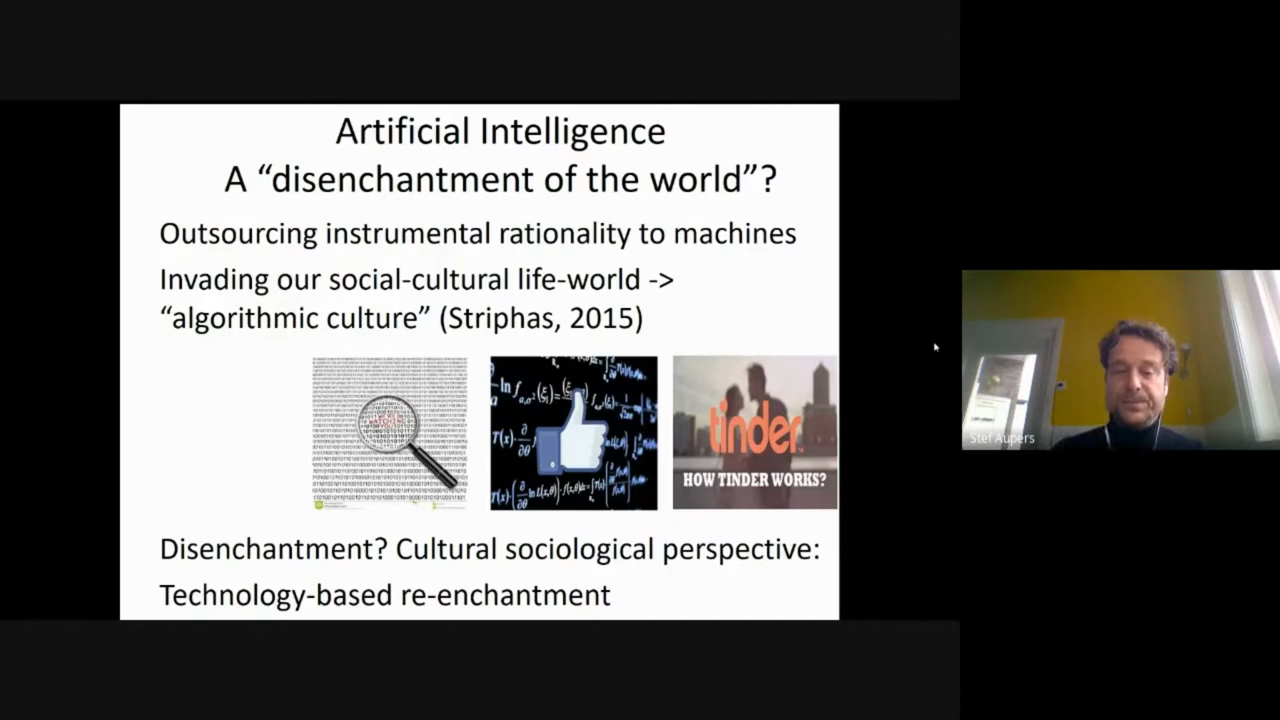 Artificial Intelligence
A “disenchantment of the world”?
Outsourcing instrumental rationality to machines
Invading our social-cultural life-world ->
“algorithmic culture” (Striphas, 2015)
tinder
HOW TINDER WORKS?
Disenchantment? Cultural sociological perspective:
Technology-based re-enchantment
Stef Aupers